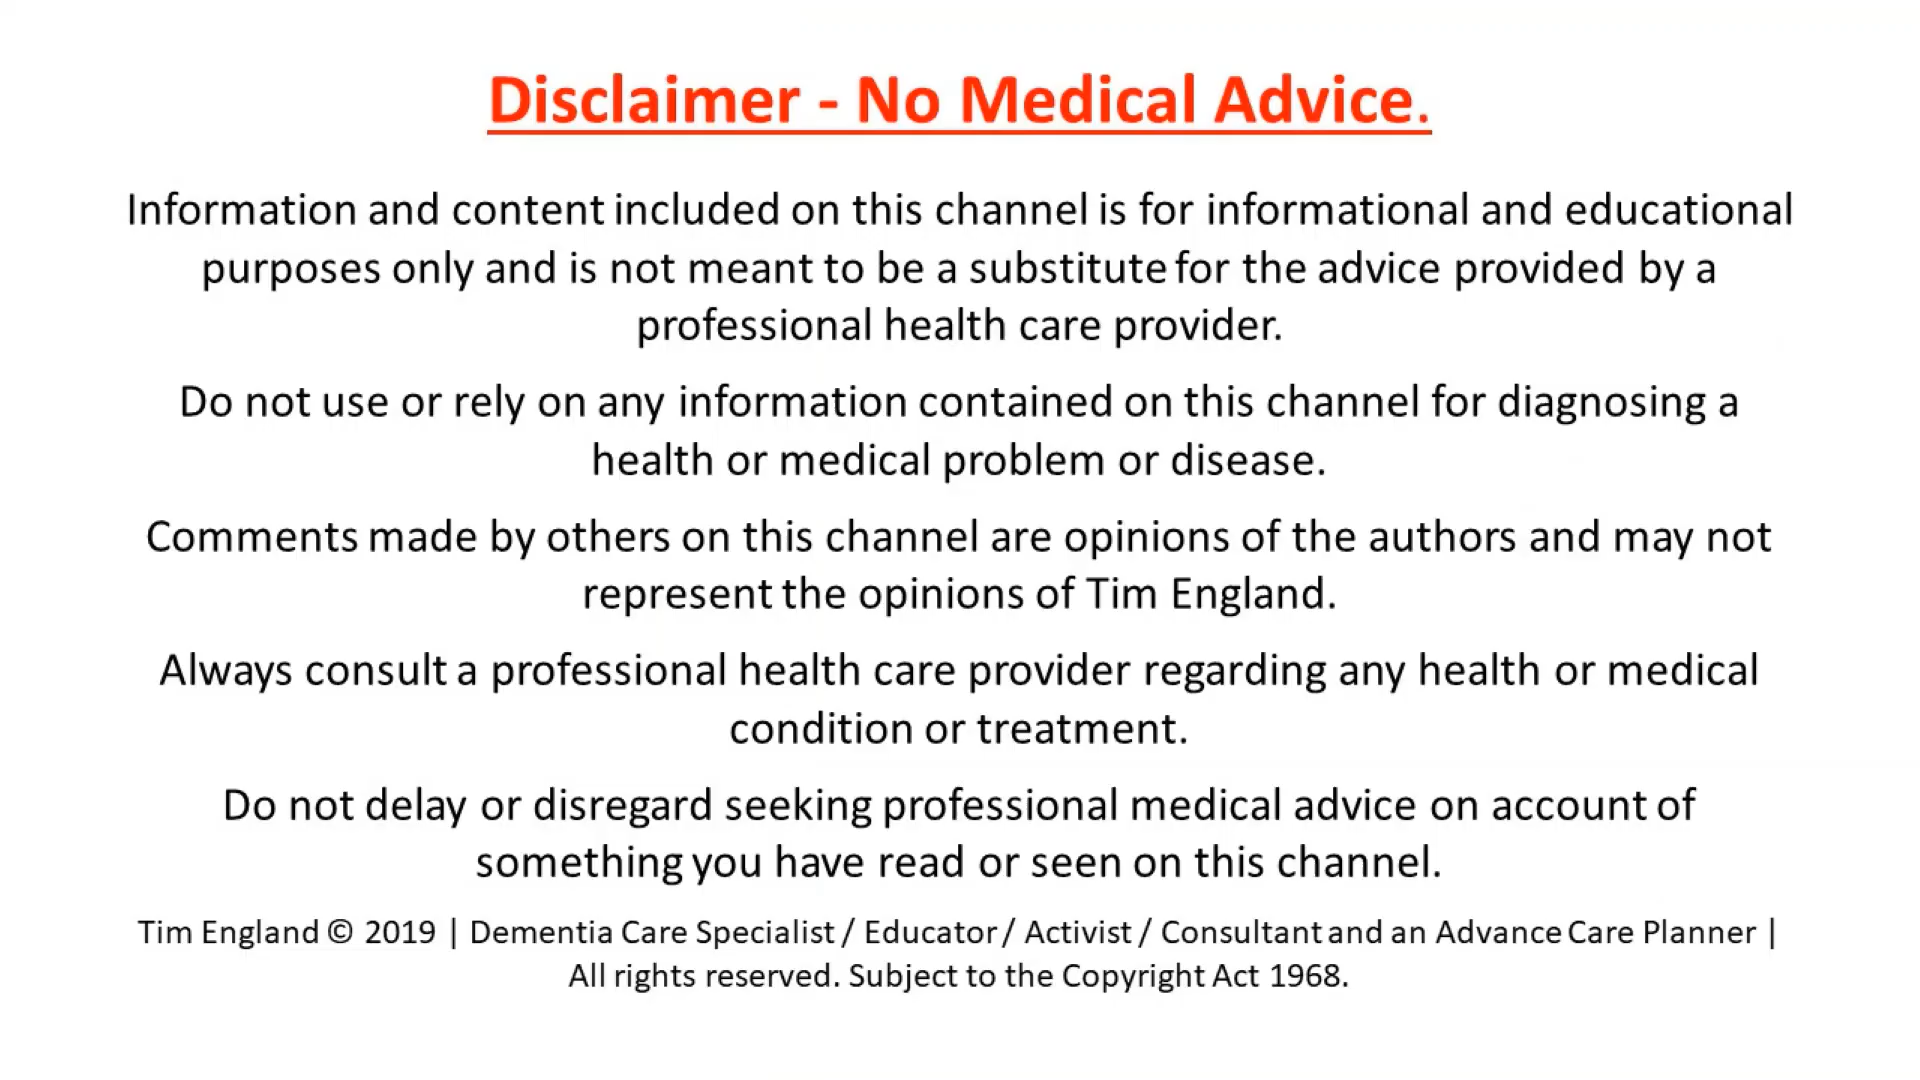 Disclaimer - No Medical Advice.
Information and content included on this channel is for informational and educational
purposes only and is not meant to be a substitute for the advice provided by a
professional health care provider.
Do not use or rely on any information contained on this channel for diagnosing a
health or medical problem or disease.
Comments made by others on this channel are opinions of the authors and may not
represent the opinions of Tim England.
Always consult a professional health care provider regarding any health or medical
condition or treatment.
Do not delay or disregard seeking professional medical advice on account of
something you have read or seen on this channel.
Tim England © 2019 | Dementia Care Specialist / Educator / Activist / Consultant and an Advance Care Planner |
All rights reserved. Subject to the Copyright Act 1968.